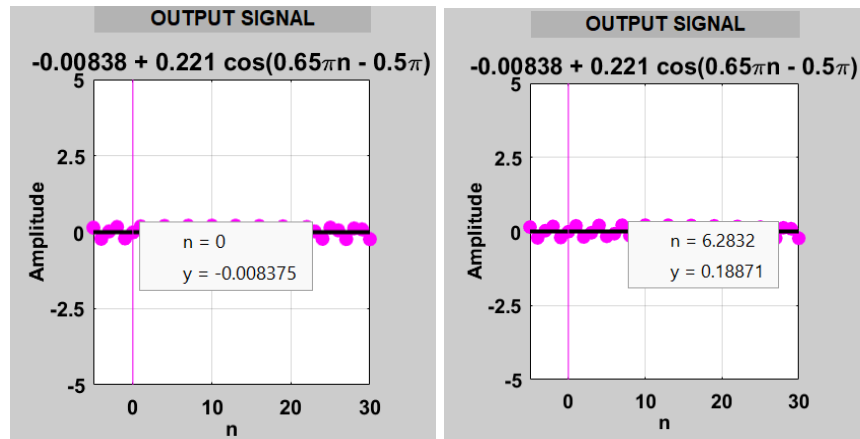 OUTPUT SIGNAL
-0.00838 + 0.221 cos(0.65πn - 0.5π)
5
2.5
0
-2.5
-5
Amplitude
n = 0
y = -0.008375
0
10
20
30
n
OUTPUT SIGNAL
-0.00838 + 0.221 cos(0.65πn - 0.5π)
5
2.5
0
-2.5
-5
Amplitude
n = 6.2832
y = 0.18871
0
10
20
30
n